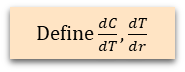 Define dC/dT, dT/dr